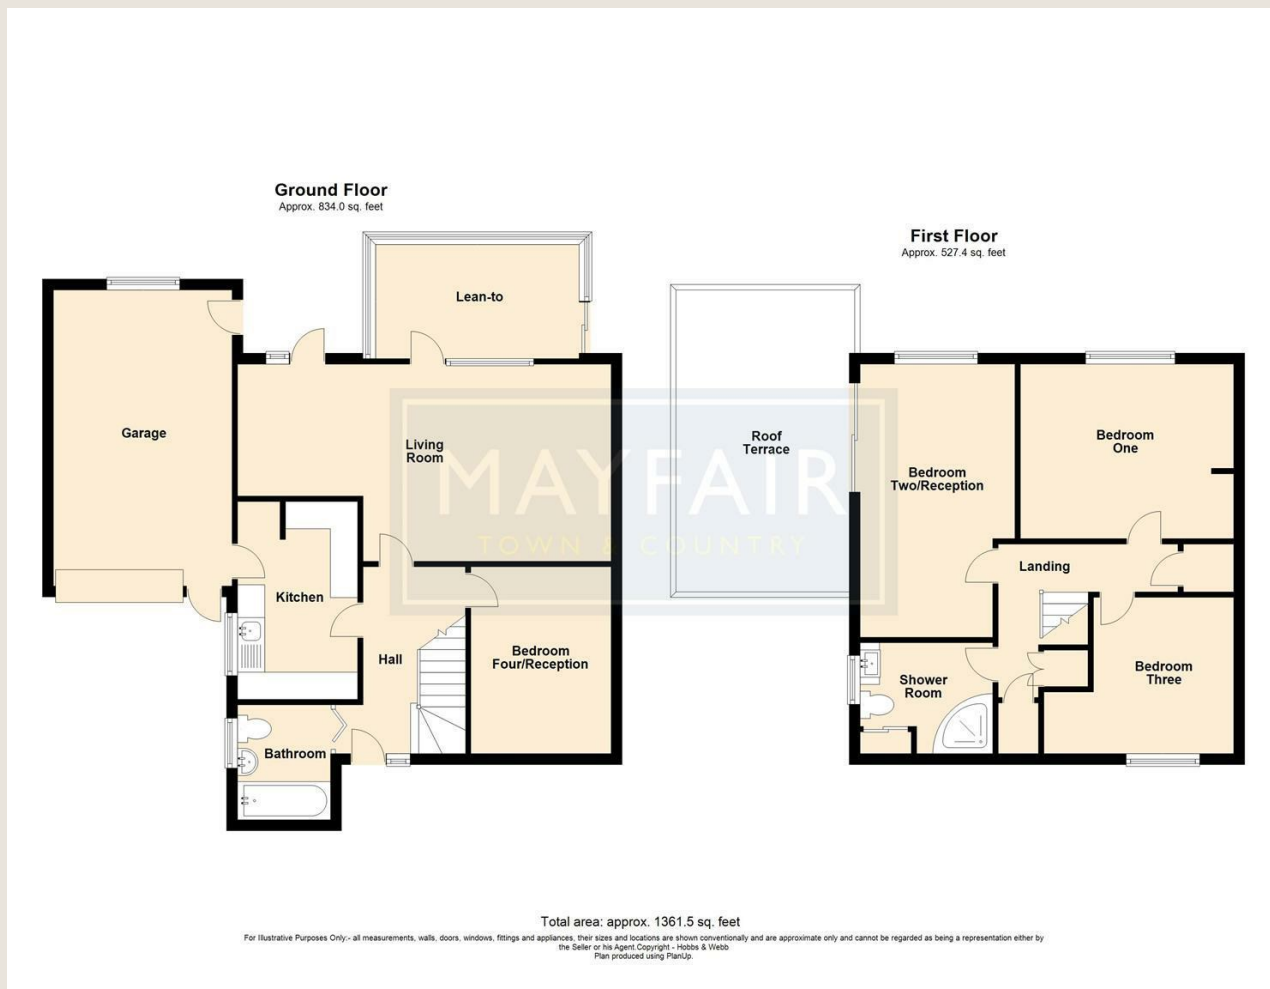 Ground Floor
Approx. 834.0 sq. feet
First Floor
Approx. 527.4 sq. feet
Lean-to
Garage
Living
Room
Roof
Terrace
Bedroom
Two/Reception
Bedroom
One
MAYFAIR
TOWN & COUNTRY
Landing
Kitchen
Hall
Bedroom
Four/Reception
Shower
Room
Bedroom
Three
Bathroom
Total area: approx. 1361.5 sq. feet
For Illustrative Purposes Only:- all measurements, walls, doors, windows, fittings and appliances, their sizes and locations are shown conventionally and are approximate only and cannot be regarded as being a representation either by
the Seller or his Agent.Copyright - Hobbs & Webb
Plan produced using PlanUp.